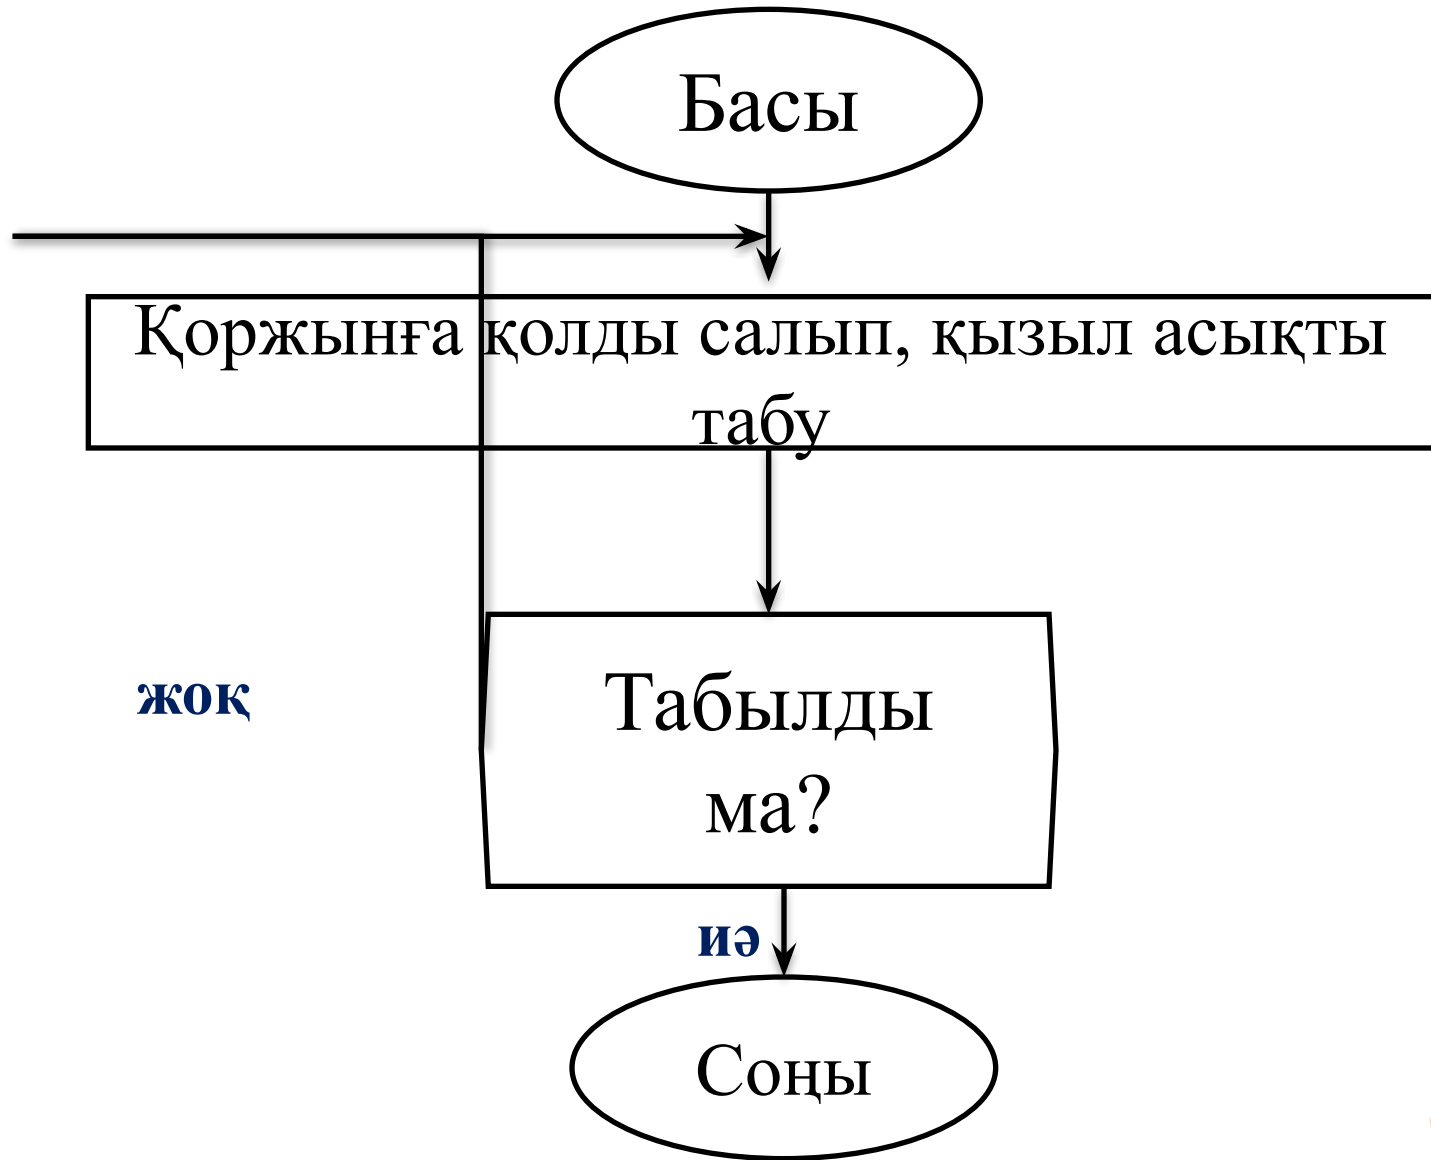 Басы
Қоржынға қолды салып, қызыл асықты
табу
жоқ
Табылды
ма?
иә
Соңы